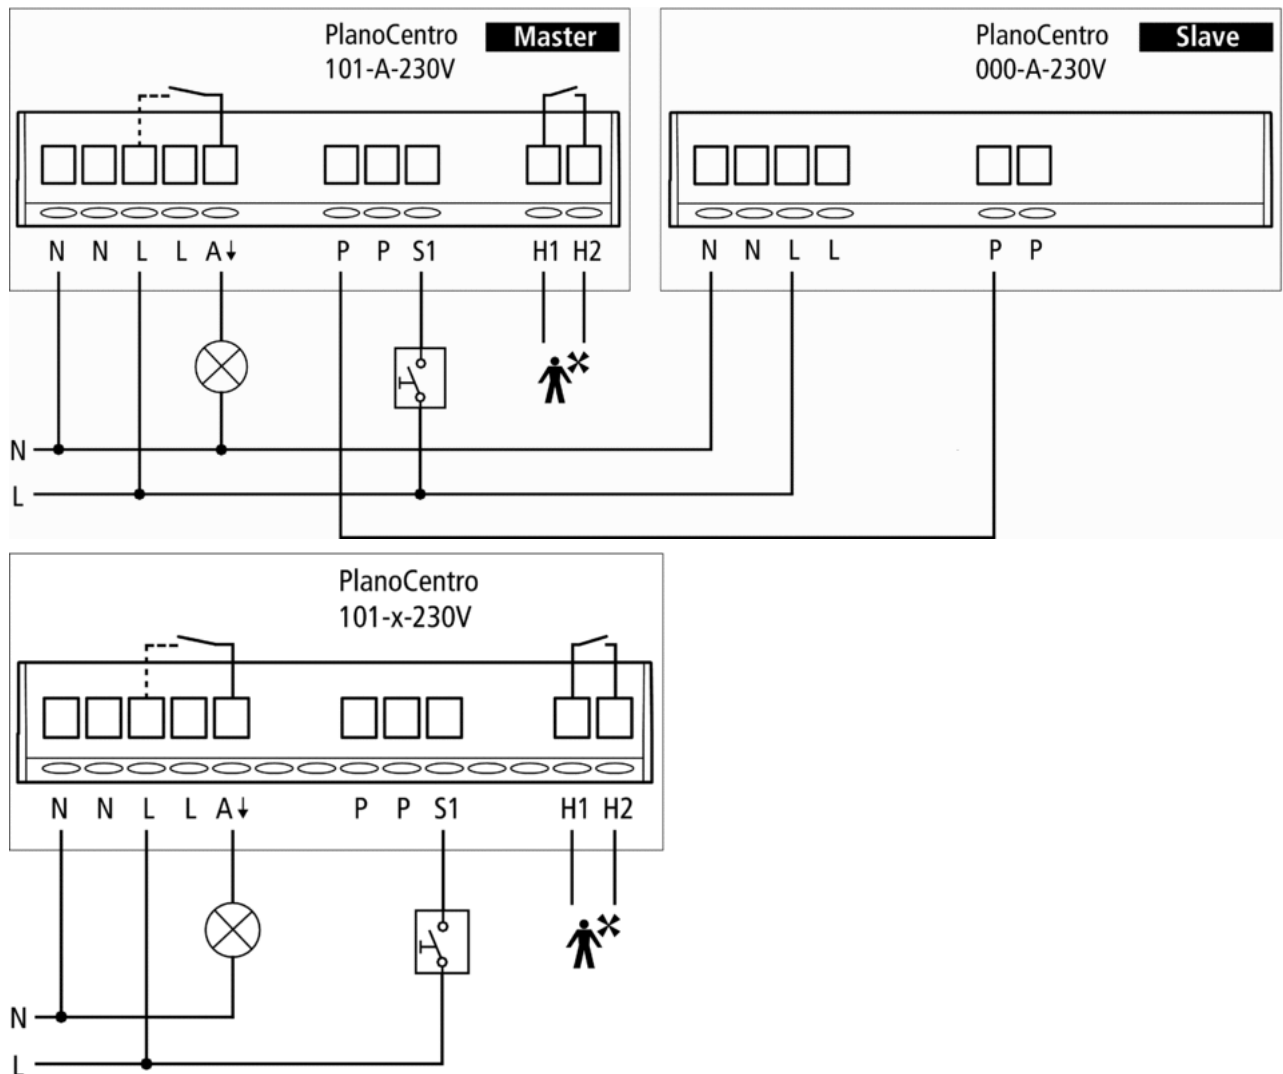 PlanoCentro Master
101-A-230V
PlanoCentro Slave
000-A-230V
N N L L A↓ P P S1 H1 H2
N N L L P P
N
L
PlanoCentro
101-x-230V
N N L L A↓ P P S1 H1 H2
N
L